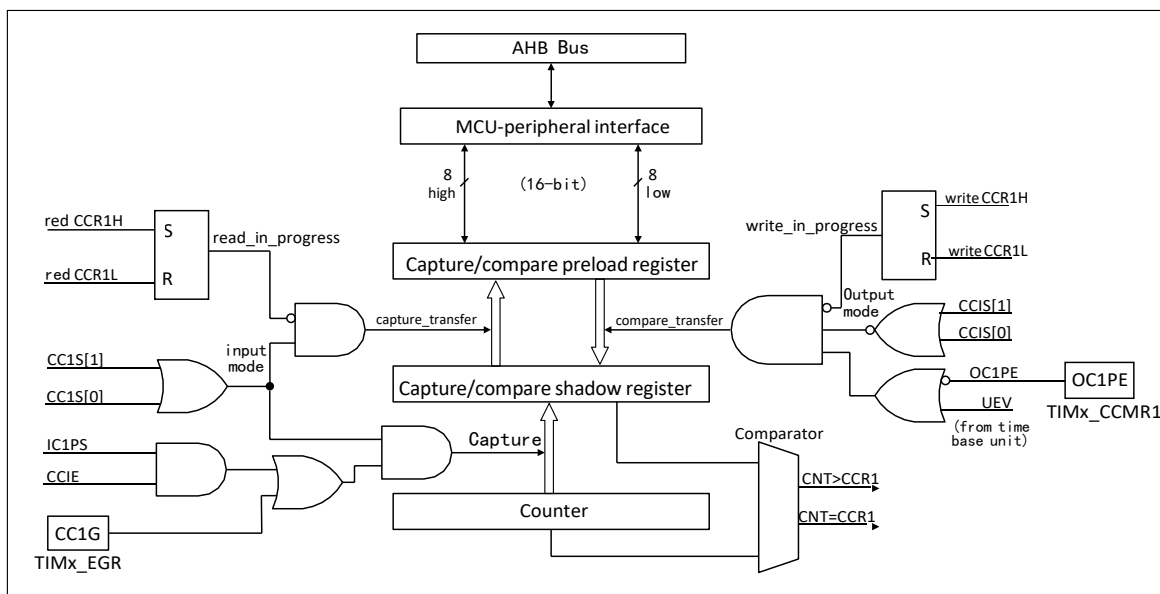 AHB Bus
MCU-peripheral interface
8
high
(16-bit)
8
low
red CCR1H
S
read_in_progress
red CCR1L
R
write_in_progress
S
write CCR1H
R
write CCR1L
Capture/compare preload register
capture_transfer
compare_transfer
Output
mode
CCIS[1]
CCIS[0]
input
mode
CC1S[1]
CC1S[0]
Capture/compare shadow register
OC1PE
OC1PE
UEV
TIMx_CCMR1
(from time
base unit)
IC1PS
CCIE
Capture
Comparator
CNT>CCR1
CNT=CCR1
Counter
CC1G
TIMx_EGR